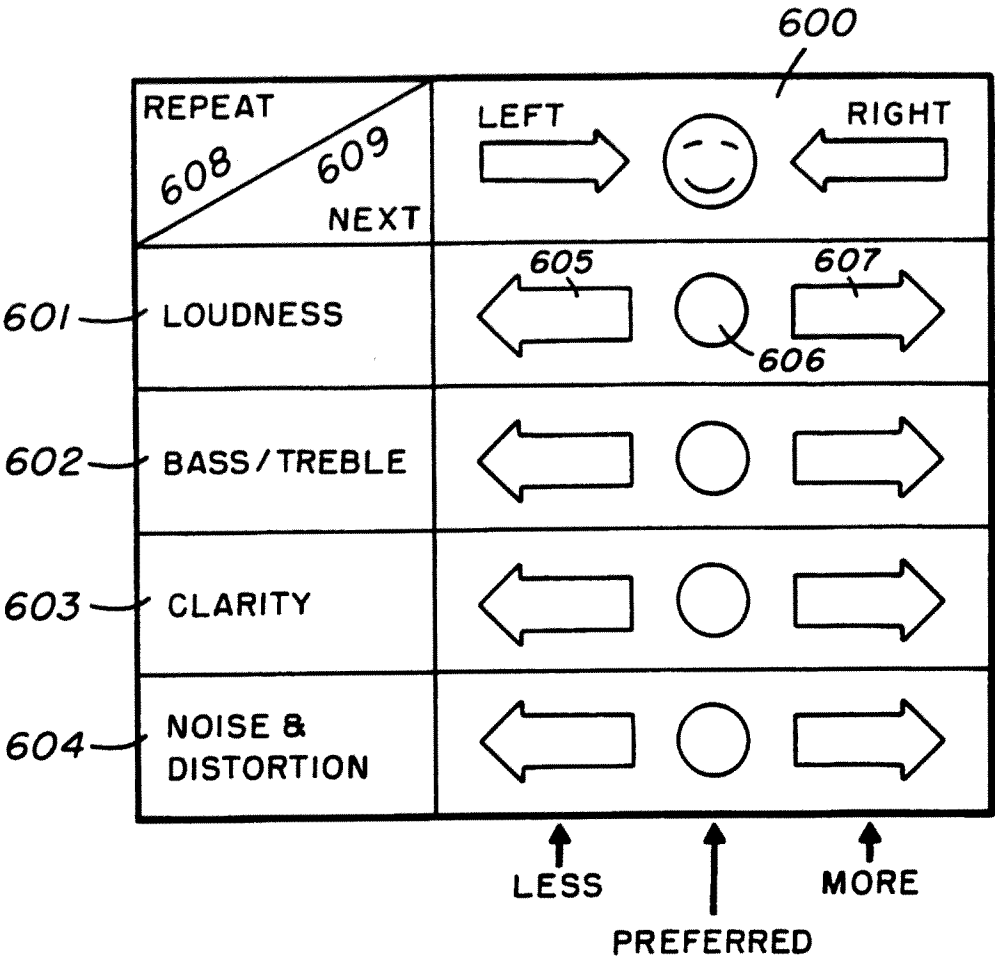 600
REPEAT
608
609
NEXT
LEFT
RIGHT
601
LOUDNESS
605
606
607
602
BASS/TREBLE
603
CLARITY
604
NOISE &
DISTORTION
LESS
PREFERRED
MORE